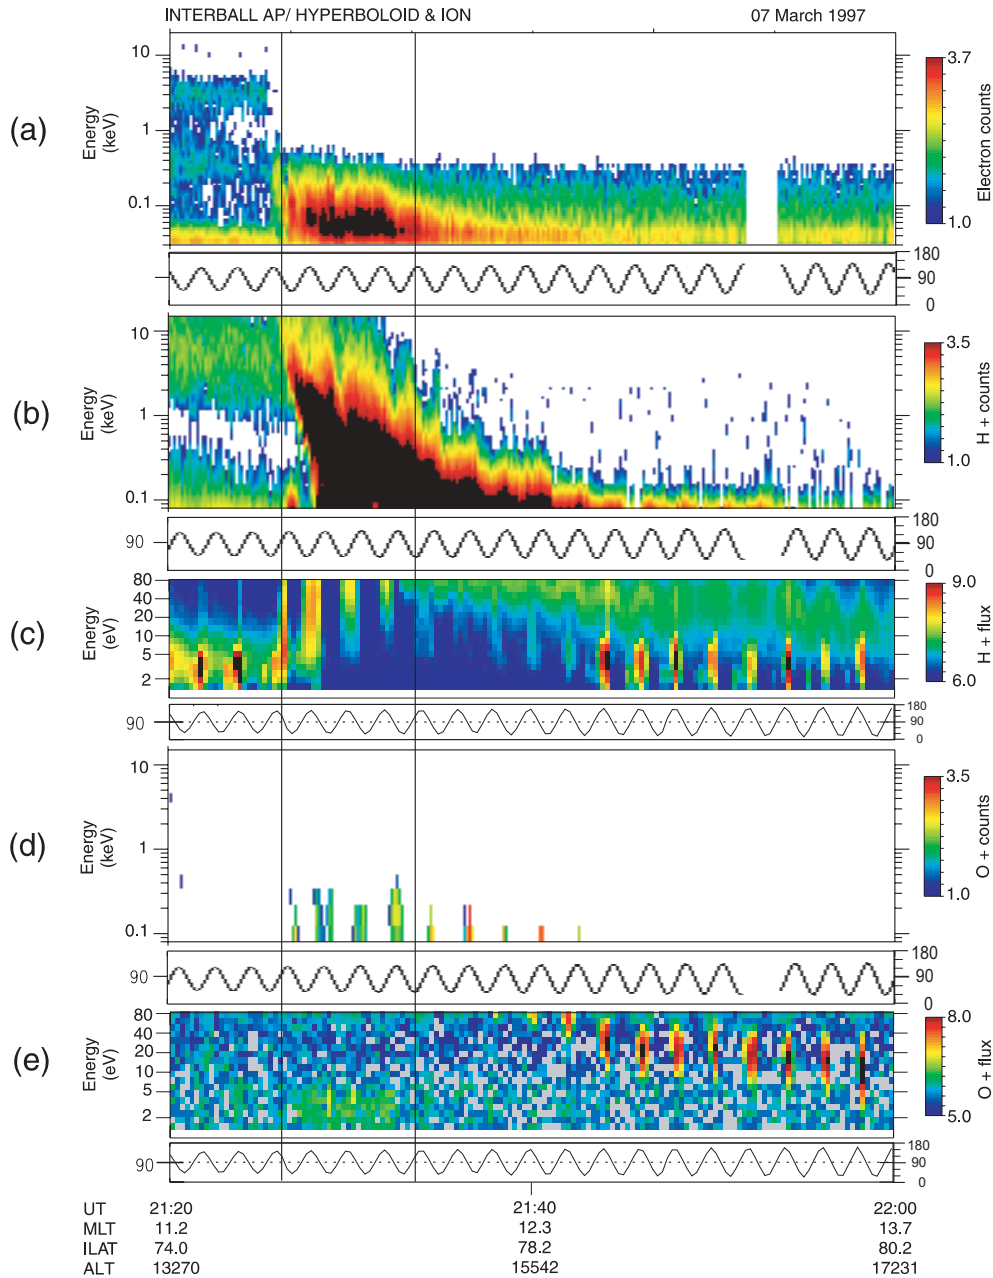 INTERBALL AP/ HYPERBOLOID & ION 07 March 1997
(a)
Energy
(keV)
10
1
0.1
3.7
1.0
Electron counts
180
90
0
(b)
Energy
(keV)
10
1
0.1
3.5
1.0
H + counts
90
180
90
0
(c)
Energy
(eV)
80
40
20
10
5
2
9.0
6.0
H + flux
90
180
90
0
(d)
Energy
(keV)
10
1
0.1
3.5
1.0
O + counts
90
180
90
0
(e)
Energy
(eV)
80
40
20
10
5
2
8.0
5.0
O + flux
90
180
90
0
UT 21:20 21:40 22:00
MLT 11.2 12.3 13.7
ILAT 74.0 78.2 80.2
ALT 13270 15542 17231